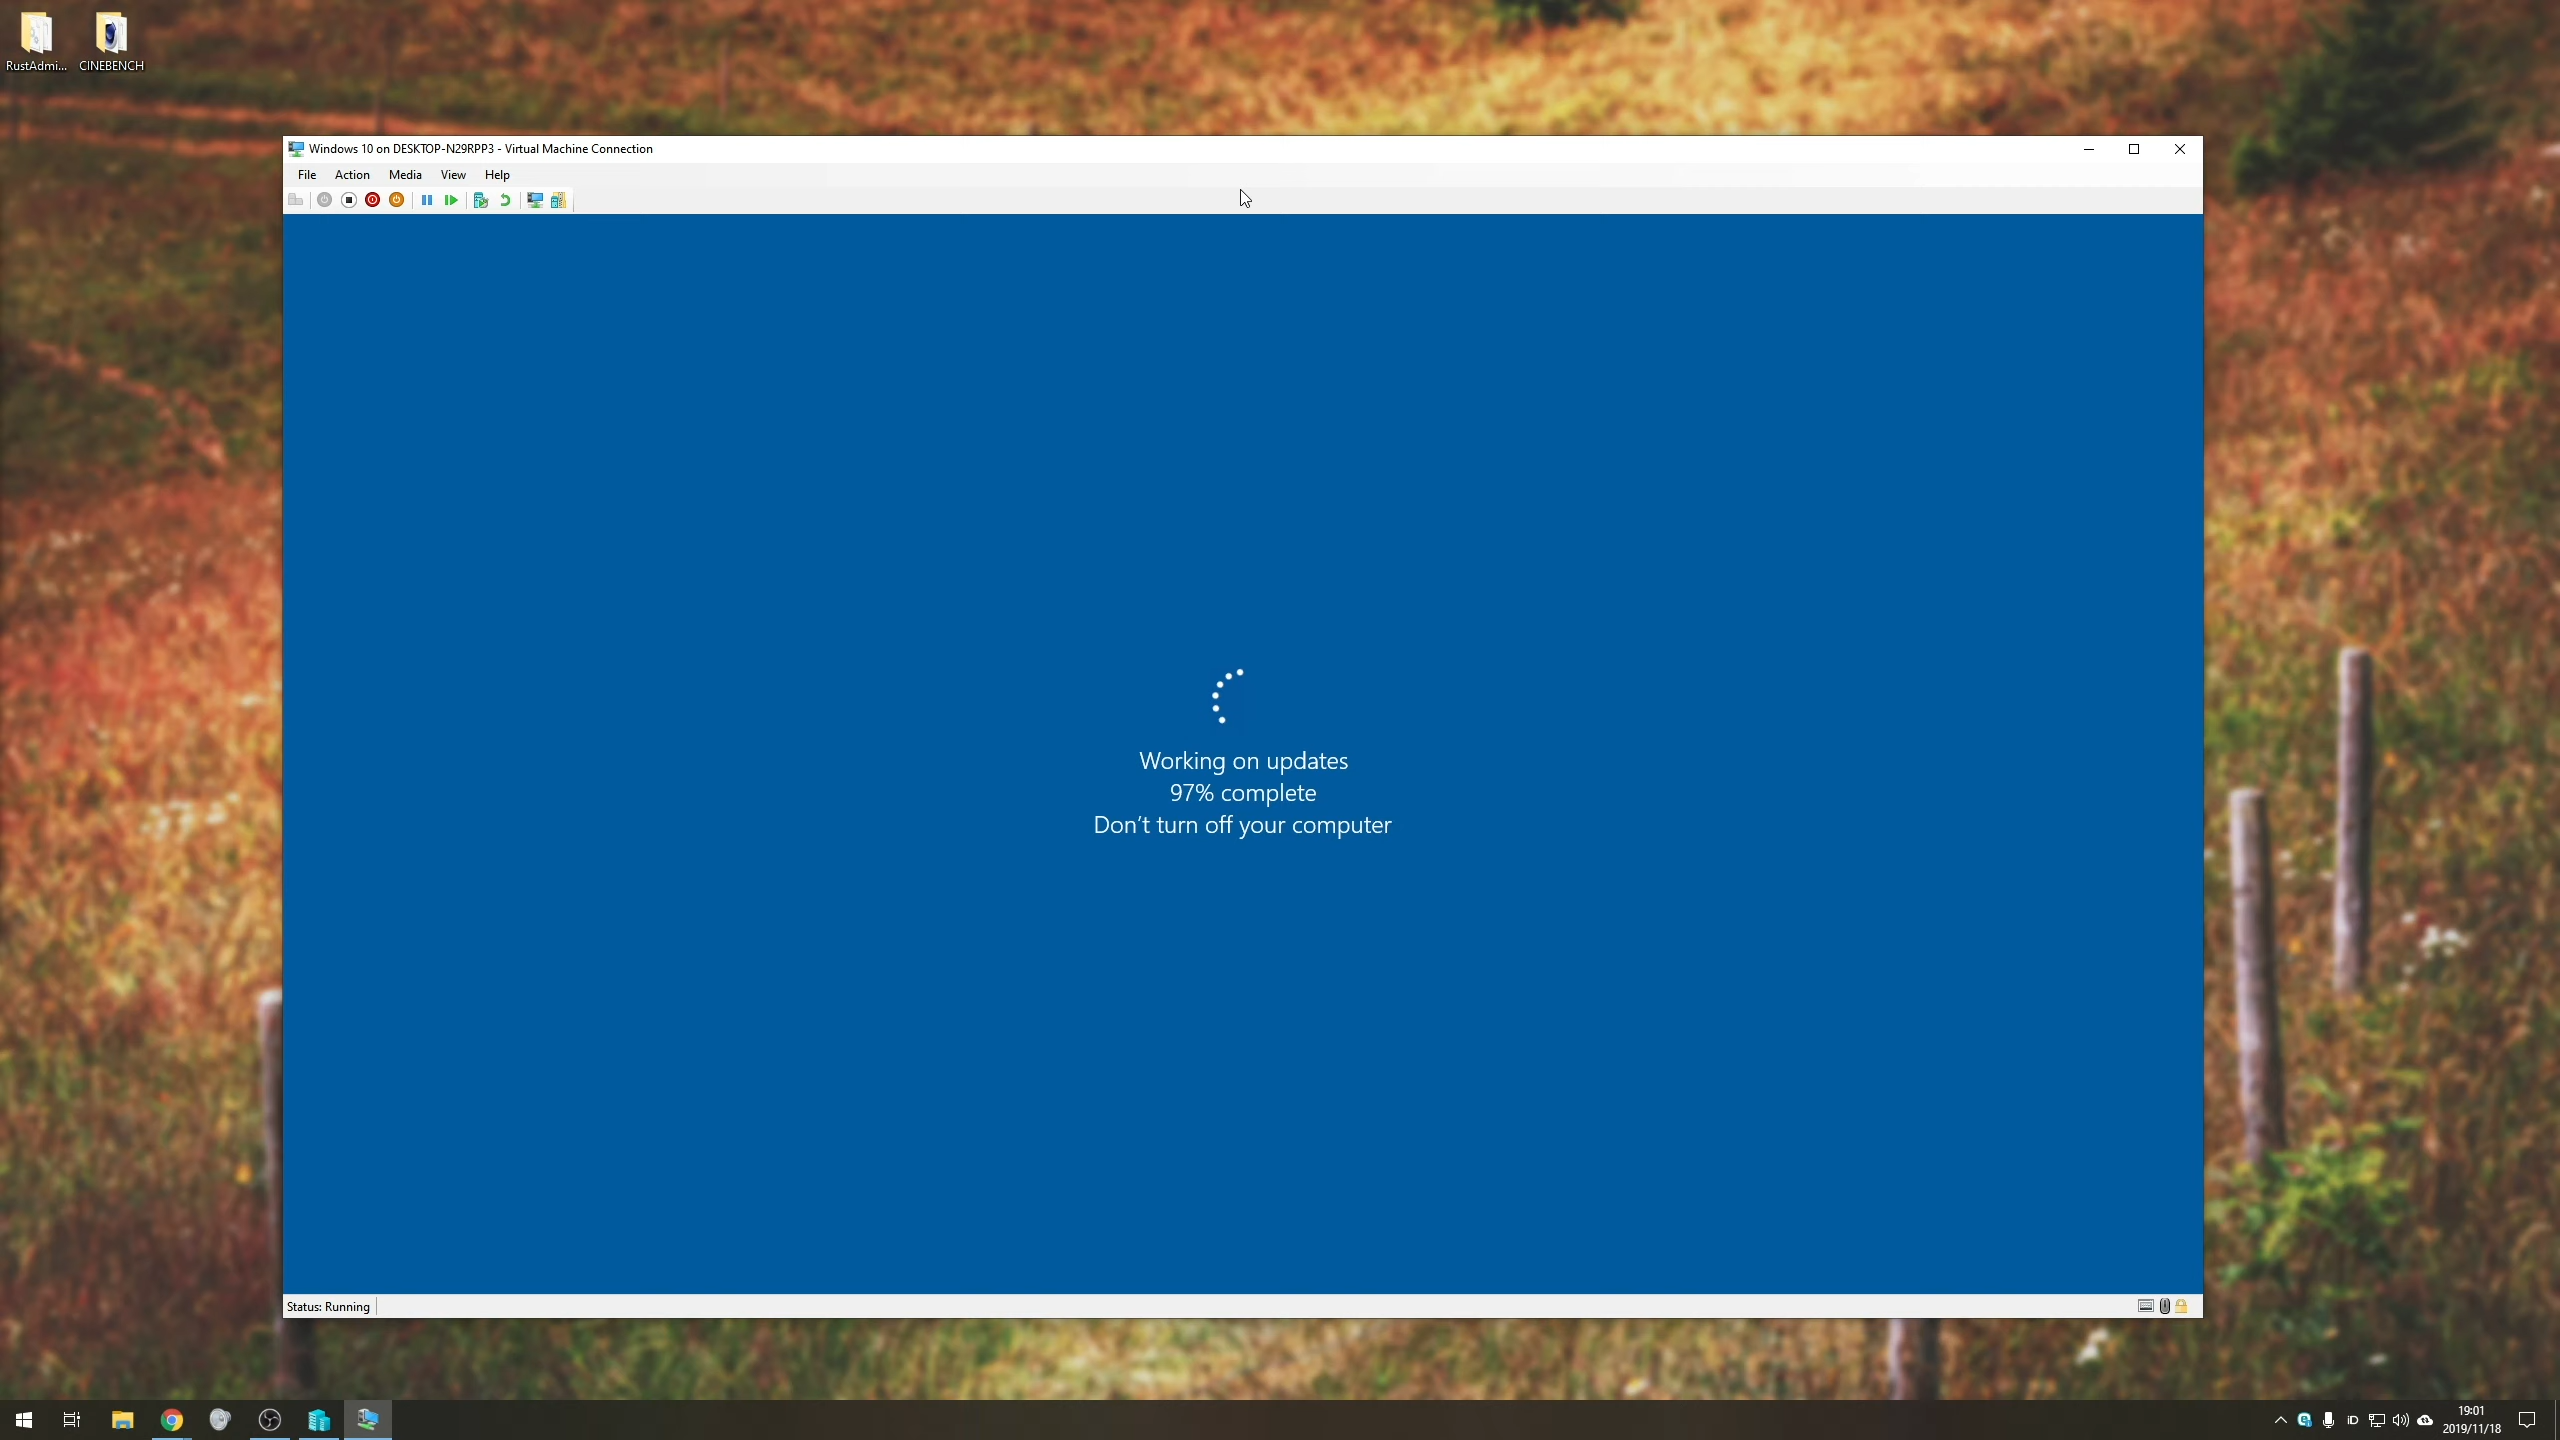 RustAdmi...
CINEBENCH
Windows 10 on DESKTOP-N29RPP3 - Virtual Machine Connection
File Action Media View Help
Working on updates
97% complete
Don't turn off your computer
Status: Running
19:01
2019/11/18